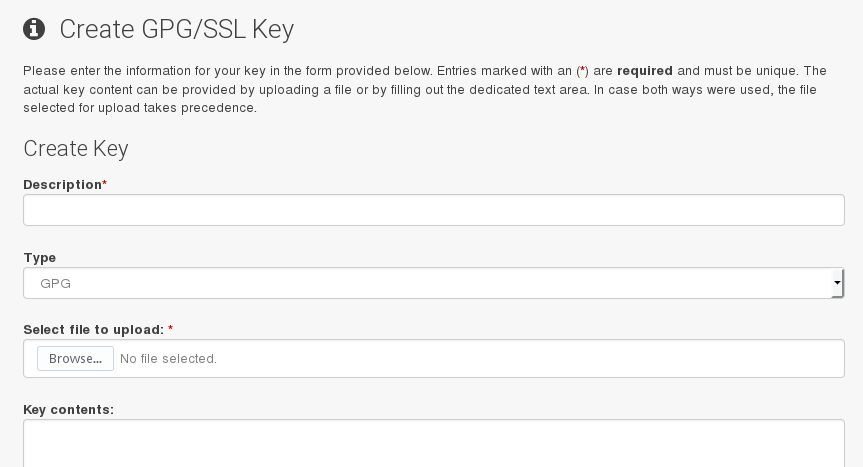 Create GPG/SSL Key
Please enter the information for your key in the form provided below. Entries marked with an (*) are required and must be unique. The
actual key content can be provided by uploading a file or by filling out the dedicated text area. In case both ways were used, the file
selected for upload takes precedence.
Create Key
Description*
Type
GPG
Select file to upload: *
Browse... No file selected.
Key contents: